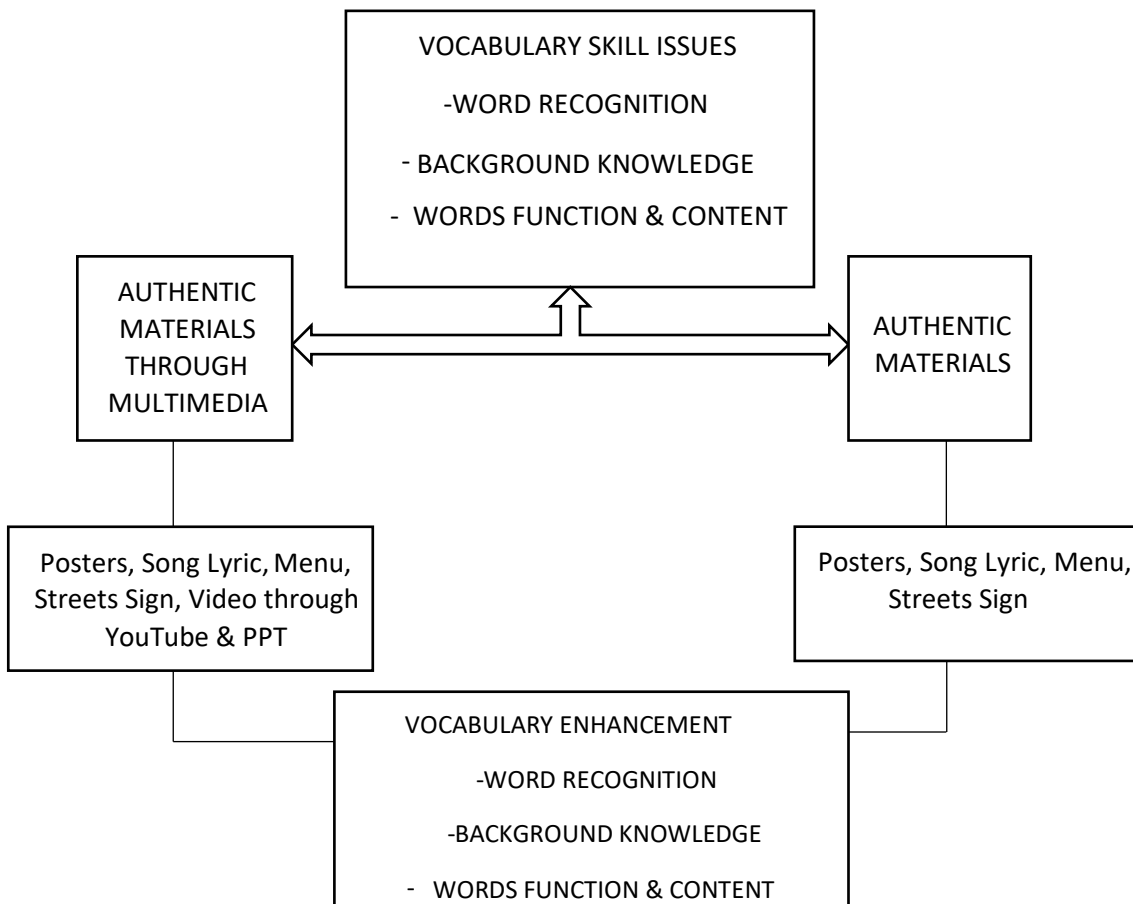 VOCABULARY SKILL ISSUES
-WORD RECOGNITION
- BACKGROUND KNOWLEDGE
- WORDS FUNCTION & CONTENT
AUTHENTIC
MATERIALS
THROUGH
MULTIMEDIA
AUTHENTIC
MATERIALS
Posters, Song Lyric, Menu,
Streets Sign, Video through
YouTube & PPT
Posters, Song Lyric, Menu,
Streets Sign
VOCABULARY ENHANCEMENT
-WORD RECOGNITION
-BACKGROUND KNOWLEDGE
- WORDS FUNCTION & CONTENT